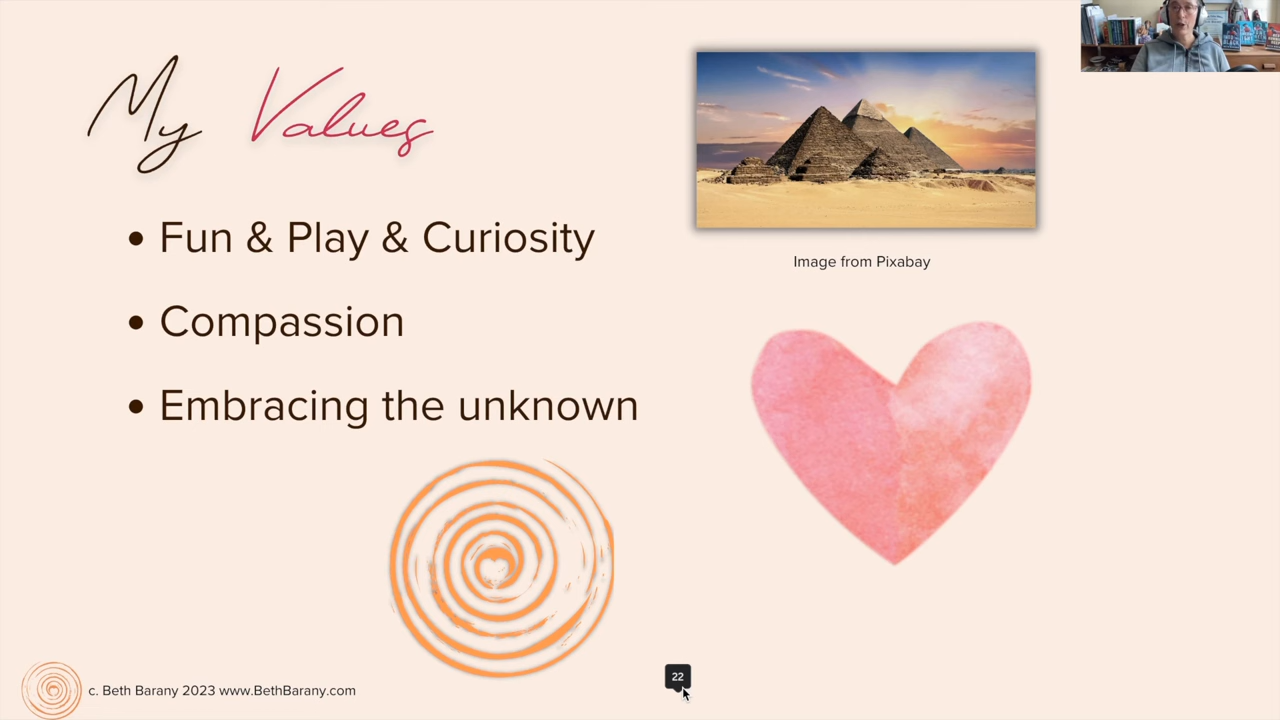 My Values
• Fun & Play & Curiosity
• Compassion
• Embracing the unknown
Image from Pixabay
c. Beth Barany 2023 www.BethBarany.com
22